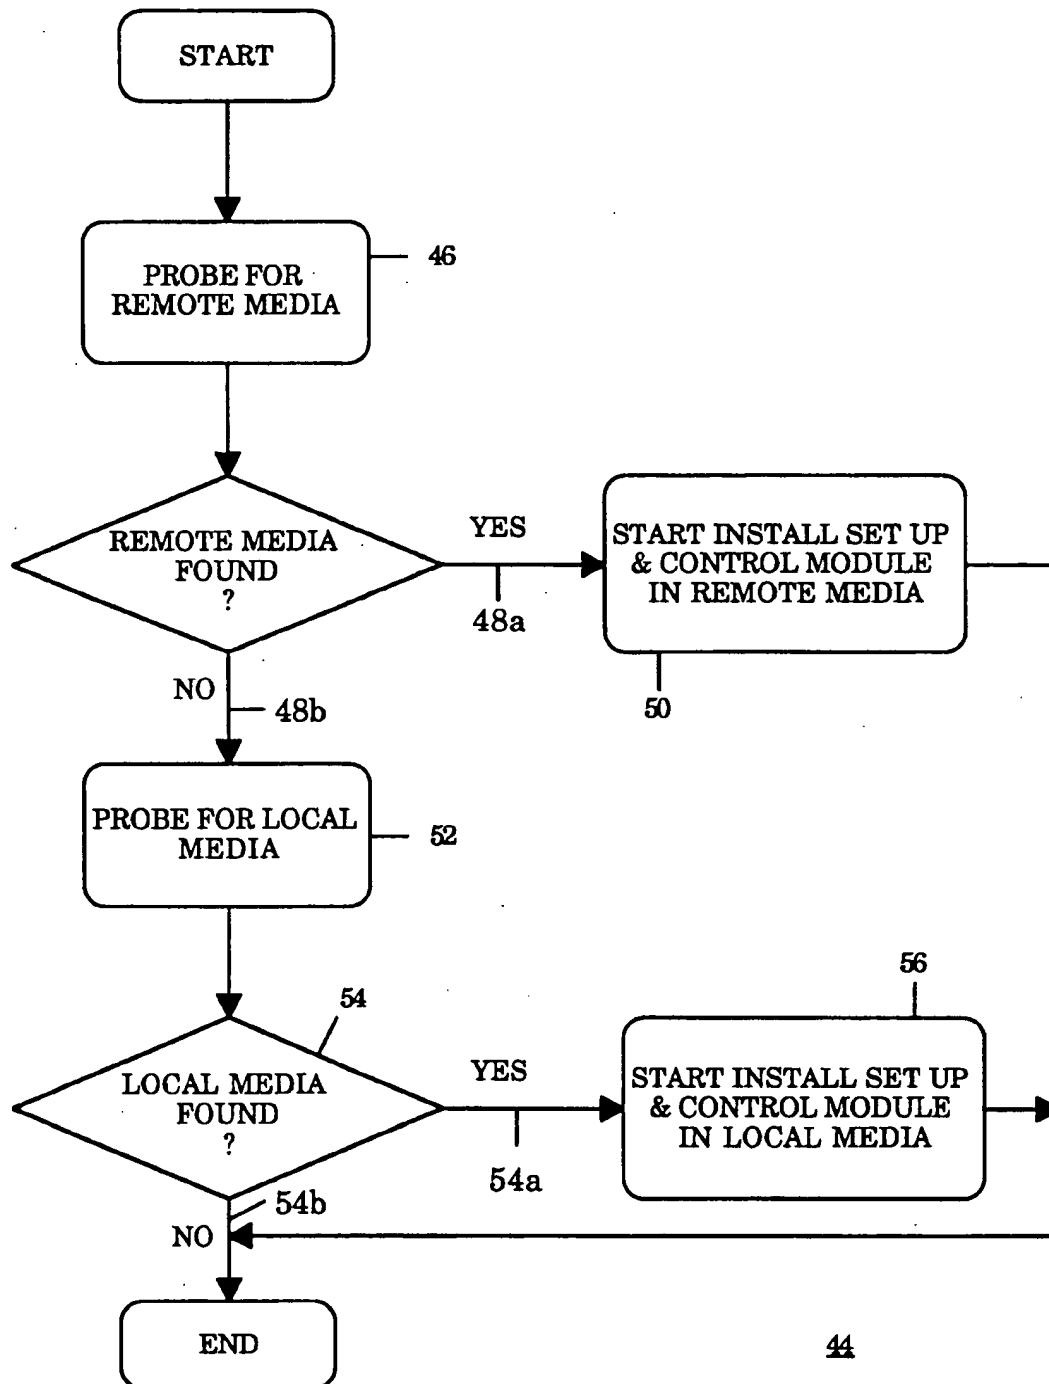 START
PROBE FOR
REMOTE MEDIA
46
REMOTE MEDIA
FOUND
?
YES
48a
START INSTALL SET UP
& CONTROL MODULE
IN REMOTE MEDIA
50
NO
48b
PROBE FOR LOCAL
MEDIA
52
54
LOCAL MEDIA
FOUND
?
YES
54a
56
START INSTALL SET UP
& CONTROL MODULE
IN LOCAL MEDIA
54b
NO
END
44